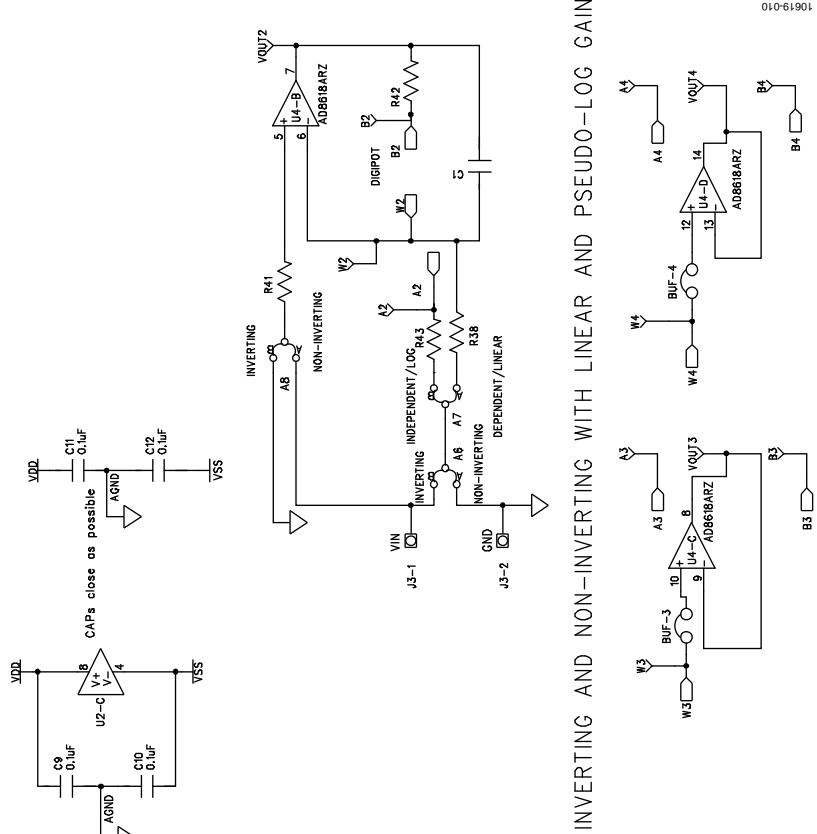 VDD
8
V+
V−
4
U2-C
VSS
C9
0.1uF
C10
0.1uF
AGND
CAPs close as possible
VDD
C11
0.1uF
C12
0.1uF
AGND
VSS
VOUT2
7
U4-B
AD8618ARZ
+
−
5
6
R42
B2
B2
DIGIPOT
C1
W2
W2
R41
A2
A2
INVERTING
B
A
A8
NON-INVERTING
R43
R38
INDEPENDENT/LOG
B
A
A7
DEPENDENT/LINEAR
INVERTING
B
A
A6
NON-INVERTING
VIN
J3-1
GND
J3-2
INVERTING AND NON-INVERTING WITH LINEAR AND PSEUDO-LOG GAIN
W3
W3
BUF-3
10
9
+
−
U4-C
8
AD8618ARZ
VOUT3
A3
A3
B3
B3
W4
W4
BUF-4
12
13
+
−
U4-D
14
AD8618ARZ
VOUT4
A4
A4
B4
B4
10619-010